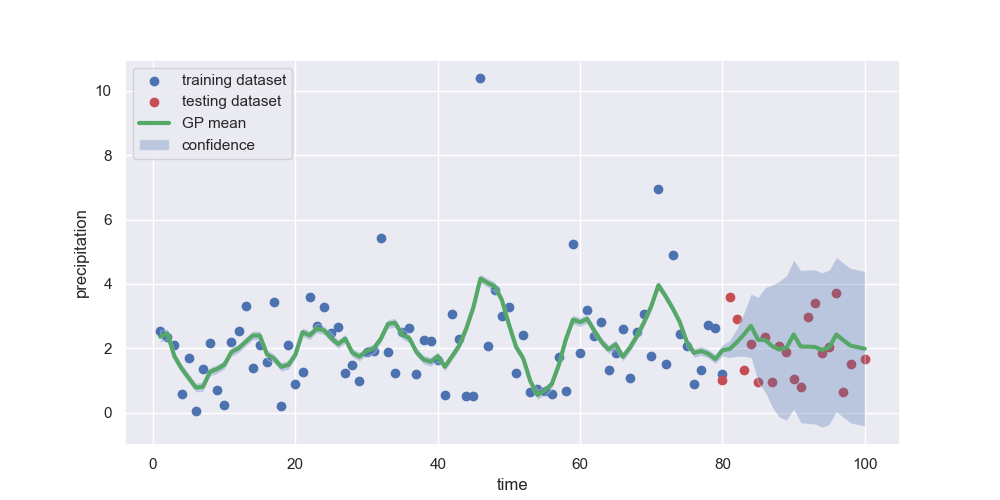 training dataset
testing dataset
GP mean
confidence
10
8
6
4
2
0
precipitation
0 20 40 60 80 100
time